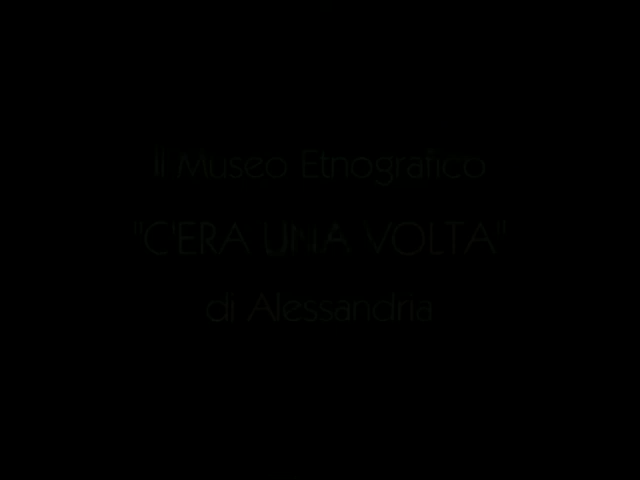 Il Museo Etnografico
"C'ERA UNA VOLTA"
di Alessandria